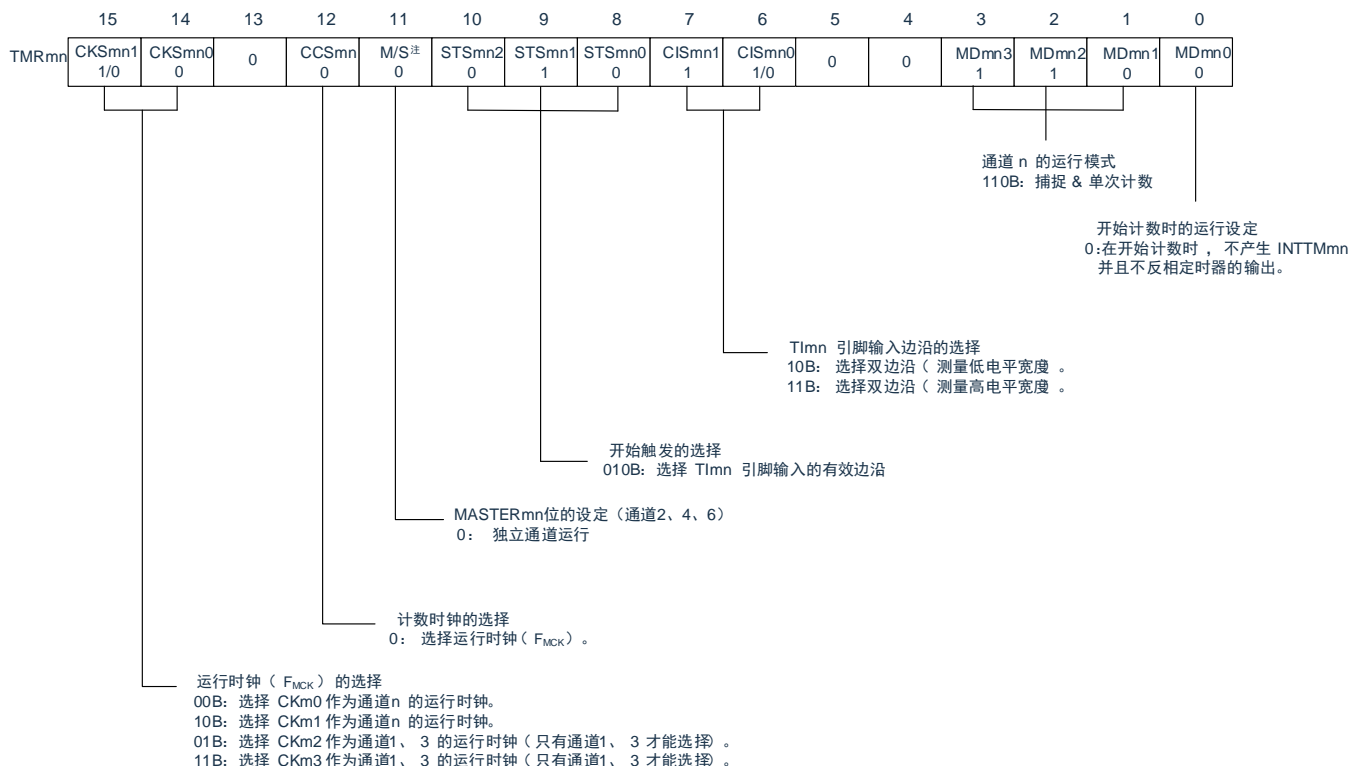 15 14 13 12 11 10 9 8 7 6 5 4 3 2 1 0
TMRmn CKSmn1 CKSmn0 0 CCSmn M/S注 STSmn2 STSmn1 STSmn0 CISmn1 CISmn0 0 0 MDmn3 MDmn2 MDmn1 MDmn0
1/0 0 0 0 0 1 0 1 1/0 1 1 0 0
通道 n 的运行模式
110B：捕捉 & 单次计数
开始计数时的运行设定
0：在开始计数时 ，不产生 INTTMmn
并且不反相定时器的输出。
TImn 引脚输入边沿的选择
10B： 选择双边沿（ 测量低电平宽度 。
11B： 选择双边沿（ 测量高电平宽度 。
开始触发的选择
010B：选择 TImn 引脚输入的有效边沿
MASTERmn位的设定（通道2、4、6）
0： 独立通道运行
计数时钟的选择
0： 选择运行时钟（ FMCK）。
运行时钟（ FMCK ）的选择
00B：选择 CKm0 作为通道n 的运行时钟。
10B：选择 CKm1 作为通道n 的运行时钟。
01B：选择 CKm2 作为通道1、 3 的运行时钟（ 只有通道1、 3 才能选择）。
11B：选择 CKm3 作为通道1、 3 的运行时钟（ 只有通道1、 3 才能选择）。